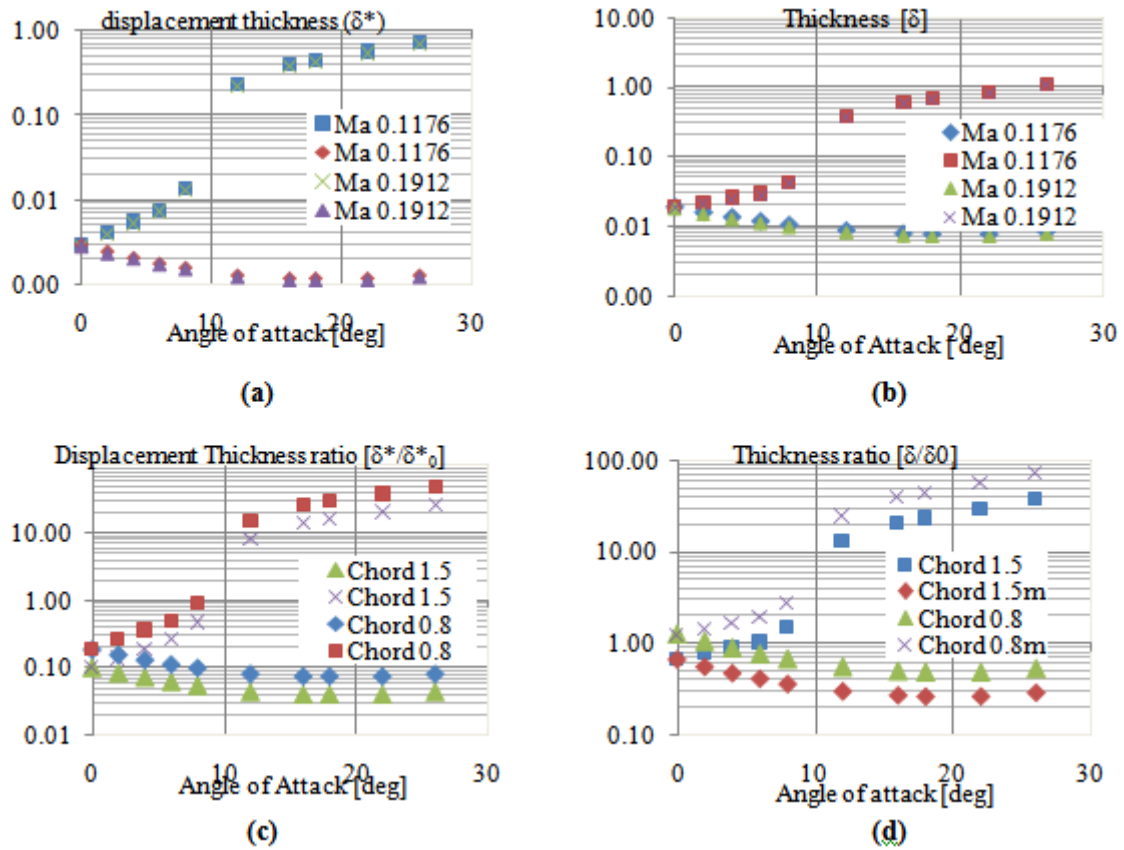 displacement thickness (δ*)
1.00
0.10
0.01
0.00
0 10 20 30
Ma 0.1176
Ma 0.1176
Ma 0.1912
Ma 0.1912
Angle of attack [deg]
(a)
Thickness [δ]
10.00
1.00
0.10
0.01
0.00
0 10 20 30
Ma 0.1176
Ma 0.1176
Ma 0.1912
Ma 0.1912
Angle of Attack [ deg]
(b)
Displacement Thickness ratio [δ*/δ*₀]
10.00
1.00
0.10
0.01
0 10 20 30
Chord 1.5
Chord 1.5
Chord 0.8
Chord 0.8
Angle of Attack [deg]
(c)
Thickness ratio [δ/δ0]
100.00
10.00
1.00
0.10
0 10 20 30
Chord 1.5
Chord 1.5m
Chord 0.8
Chord 0.8m
Angle of attack [deg]
(d)